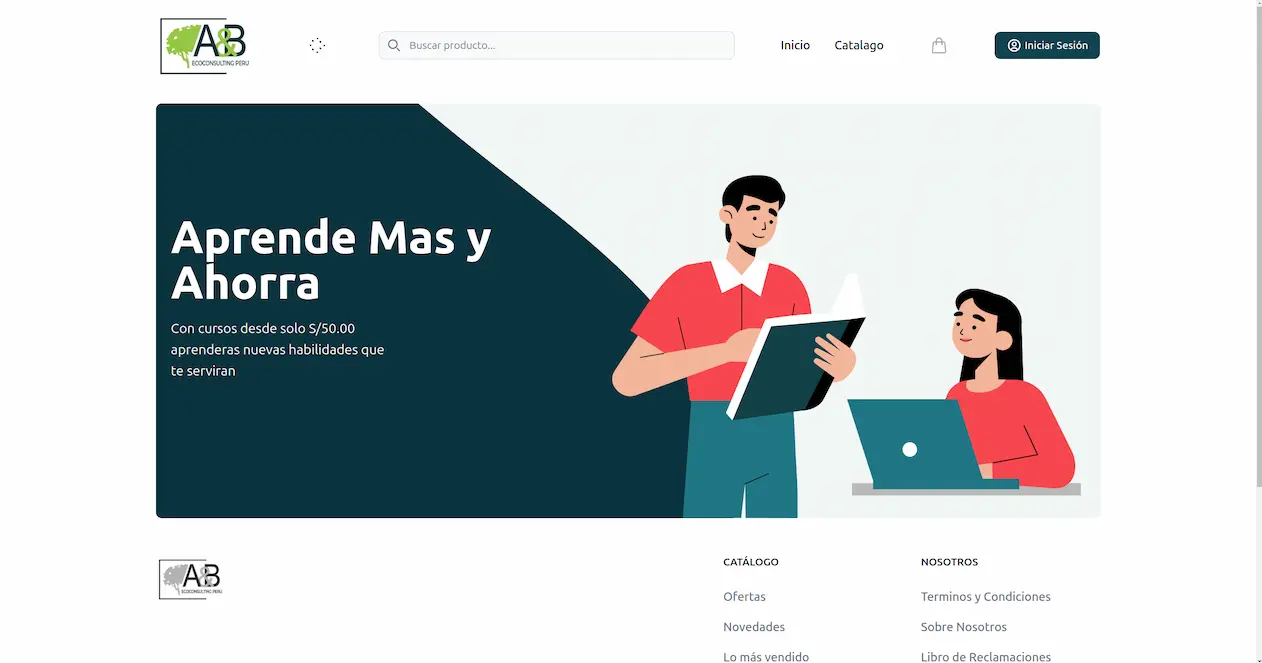 A&B
ECOCONSULTING PERU
Buscar producto...
Inicio
Catalago
Iniciar Sesión
Aprende Mas y
Ahorra
Con cursos desde solo S/50.00
aprenderas nuevas habilidades que
te serviran
A&B
ECOCONSULTING PERU
CATÁLOGO
NOSOTROS
Ofertas
Terminos y Condiciones
Novedades
Sobre Nosotros
Lo más vendido
Libro de Reclamaciones